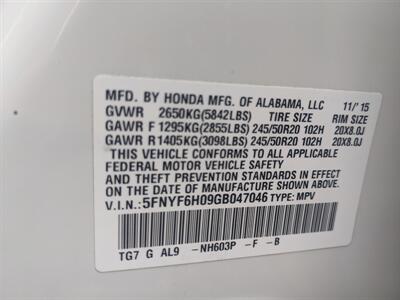 MFD. BY HONDA MFG. OF ALABAMA, LLC 11/'15
GVWR 2650KG(5842LBS) TIRE SIZE RIM SIZE
GAWR F 1295KG(2855LBS) 245/50R20 102H 20X8.0J
GAWR R 1405KG(3098LBS) 245/50R20 102H 20X8.0J
THIS VEHICLE CONFORMS TO ALL APPLICABLE
FEDERAL MOTOR VEHICLE SAFETY
AND THEFT PREVENTION STANDARDS IN EFFECT
ON THE DATE OF MANUFACTURE SHOWN ABOVE.
V.I.N.: 5FNYF6H09GB047046 TYPE: MPV
TG7 G AL9 -NH603P -F -B